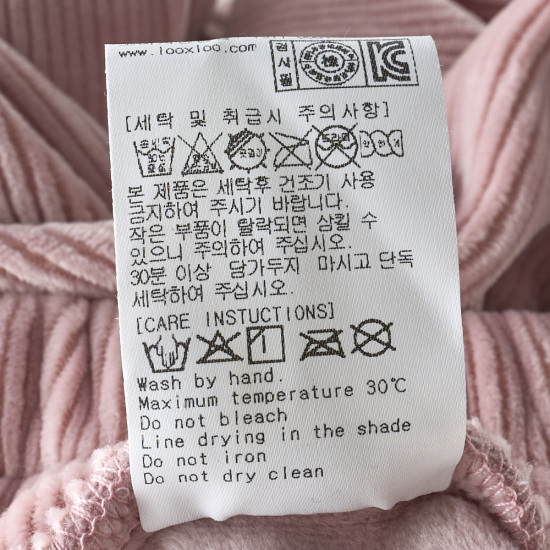 www.looxloo.com
검사필
[세탁 및 취급시 주의사항]
본 제품은 세탁후 건조기 사용
금지하여 주시기 바랍니다.
작은 부품이 탈락되면 삼킬 수
있으니 주의하여 주십시오.
30분 이상 담가두지 마시고 단독
세탁하여 주십시오.
[CARE INSTUCTIONS]
Wash by hand.
Maximum temperature 30℃
Do not bleach
Line drying in the shade
Do not iron
Do not dry clean